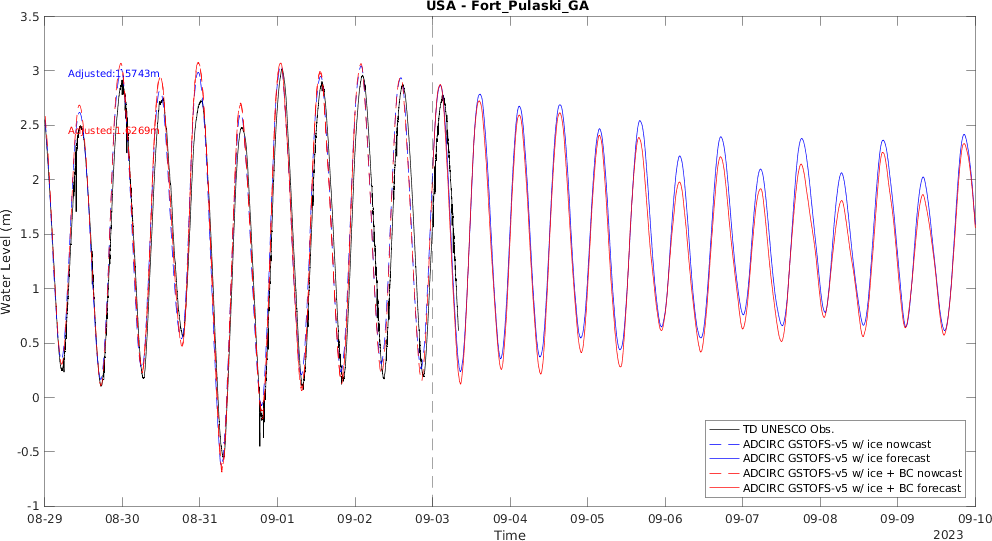 USA - Fort_Pulaski_GA
3.5
3
2.5
2
1.5
1
0.5
0
-0.5
-1
Water Level (m)
Adjusted:1.5743m
Adjusted:1.6269m
TD UNESCO Obs.
ADCIRC GSTOFS-v5 w/ ice nowcast
ADCIRC GSTOFS-v5 w/ ice forecast
ADCIRC GSTOFS-v5 w/ ice + BC nowcast
ADCIRC GSTOFS-v5 w/ ice + BC forecast
08-29 08-30 08-31 09-01 09-02 09-03 09-04 09-05 09-06 09-07 09-08 09-09 09-10
Time
2023